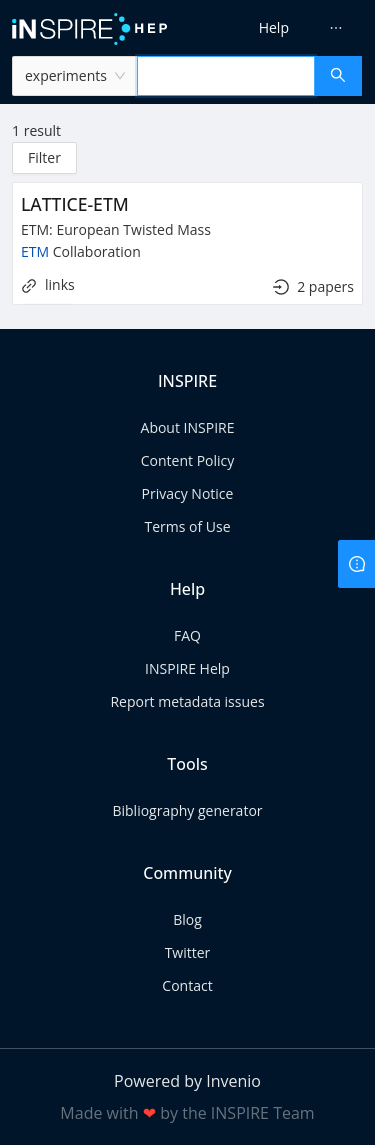 INSPIRE HEP
Help
···
experiments
1 result
Filter
LATTICE-ETM
ETM: European Twisted Mass
ETM Collaboration
links
2 papers
INSPIRE
About INSPIRE
Content Policy
Privacy Notice
Terms of Use
Help
FAQ
INSPIRE Help
Report metadata issues
Tools
Bibliography generator
Community
Blog
Twitter
Contact
Powered by Invenio
Made with ❤ by the INSPIRE Team